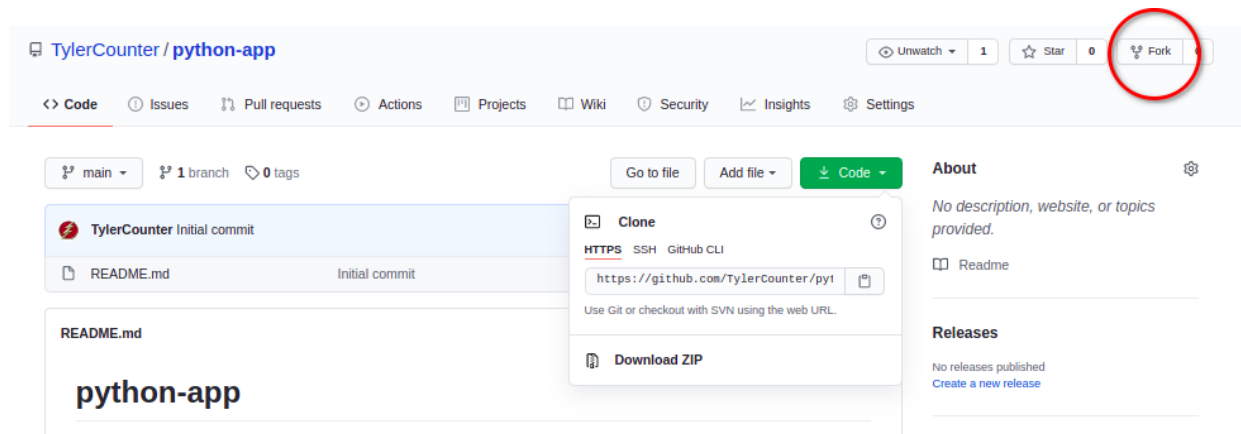 TylerCounter / python-app
Unwatch 1 Star 0 Fork
Code Issues Pull requests Actions Projects Wiki Security Insights Settings
main 1 branch 0 tags Go to file Add file Code
TylerCounter Initial commit
README.md Initial commit
README.md
python-app
Clone
HTTPS SSH GitHub CLI
https://github.com/TylerCounter/pyt
Use Git or checkout with SVN using the web URL.
Download ZIP
About
No description, website, or topics
provided.
Readme
Releases
No releases published
Create a new release